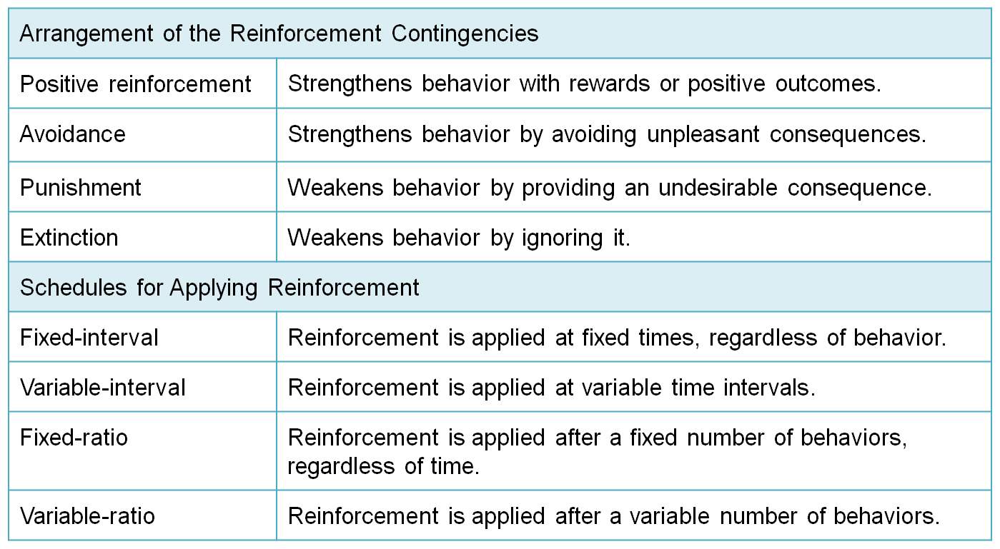 Arrangement of the Reinforcement Contingencies
Positive reinforcement
Strengthens behavior with rewards or positive outcomes.
Avoidance
Strengthens behavior by avoiding unpleasant consequences.
Punishment
Weakens behavior by providing an undesirable consequence.
Extinction
Weakens behavior by ignoring it.
Schedules for Applying Reinforcement
Fixed-interval
Reinforcement is applied at fixed times, regardless of behavior.
Variable-interval
Reinforcement is applied at variable time intervals.
Fixed-ratio
Reinforcement is applied after a fixed number of behaviors,
regardless of time.
Variable-ratio
Reinforcement is applied after a variable number of behaviors.